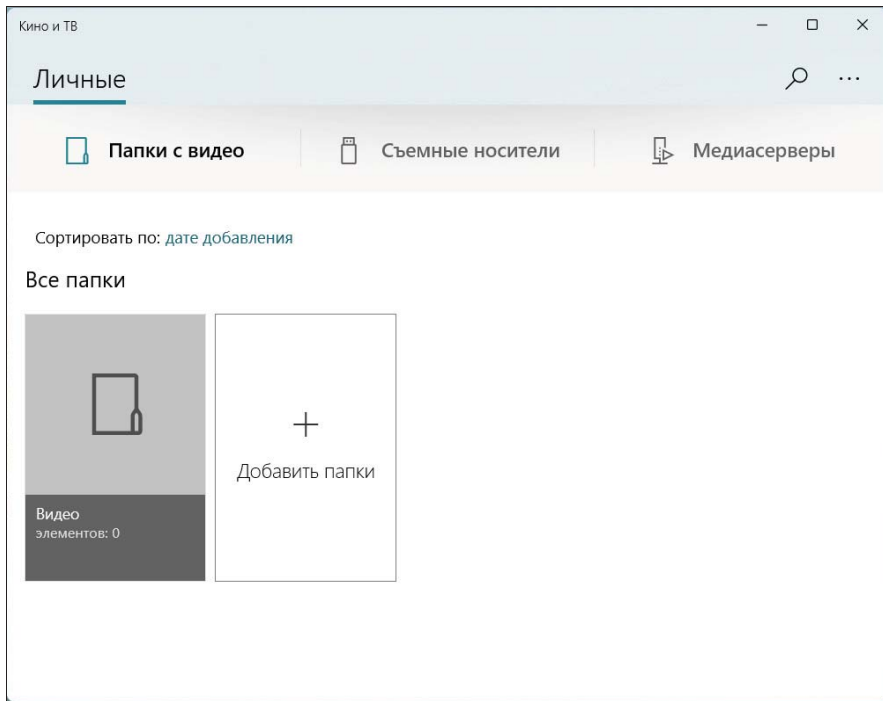 Кино и ТВ
Личные
Папки с видео
Съемные носители
Медиасерверы
Сортировать по: дате добавления
Все папки
Добавить папки
Видео
элементов: 0